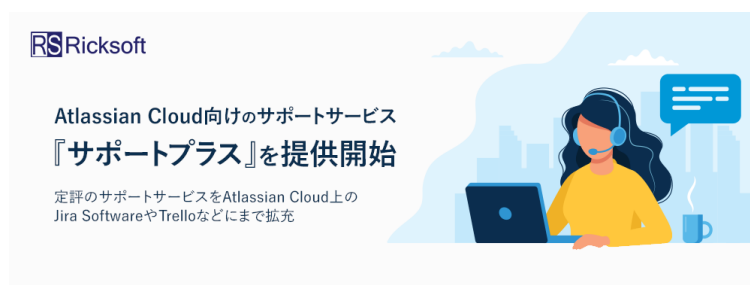 RS Ricksoft
Atlassian Cloud向けのサポートサービス
『サポートプラス』を提供開始
定評のサポートサービスをAtlassian Cloud上の
Jira SoftwareやTrelloなどにまで拡充